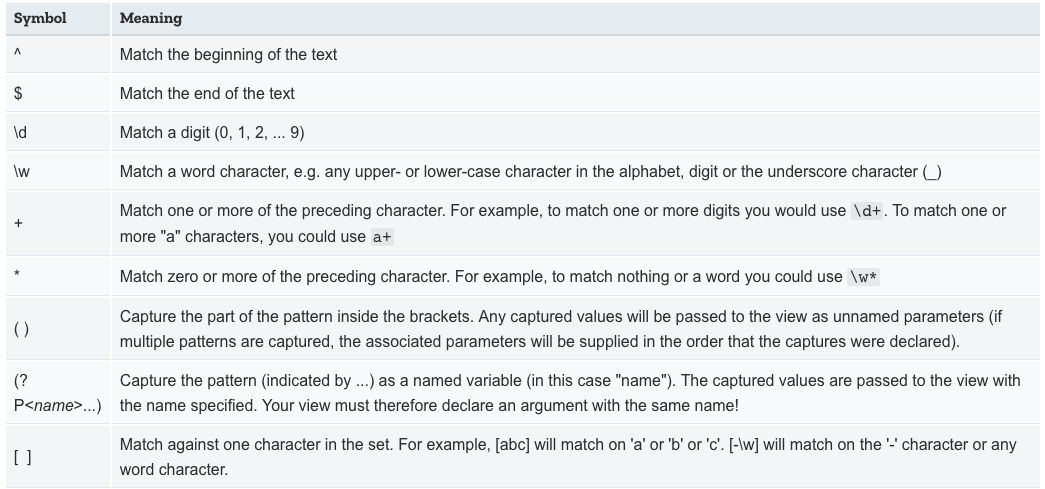 Symbol Meaning
^ Match the beginning of the text
$ Match the end of the text
\d Match a digit (0, 1, 2, ... 9)
\w Match a word character, e.g. any upper- or lower-case character in the alphabet, digit or the underscore character (_)
+ Match one or more of the preceding character. For example, to match one or more digits you would use \d+. To match one or
more "a" characters, you could use a+
* Match zero or more of the preceding character. For example, to match nothing or a word you could use \w*
( ) Capture the part of the pattern inside the brackets. Any captured values will be passed to the view as unnamed parameters (if
multiple patterns are captured, the associated parameters will be supplied in the order that the captures were declared).
(? Capture the pattern (indicated by ...) as a named variable (in this case "name"). The captured values are passed to the view with
P<name>...) the name specified. Your view must therefore declare an argument with the same name!
[ ] Match against one character in the set. For example, [abc] will match on 'a' or 'b' or 'c'. [-\w] will match on the '-' character or any
word character.